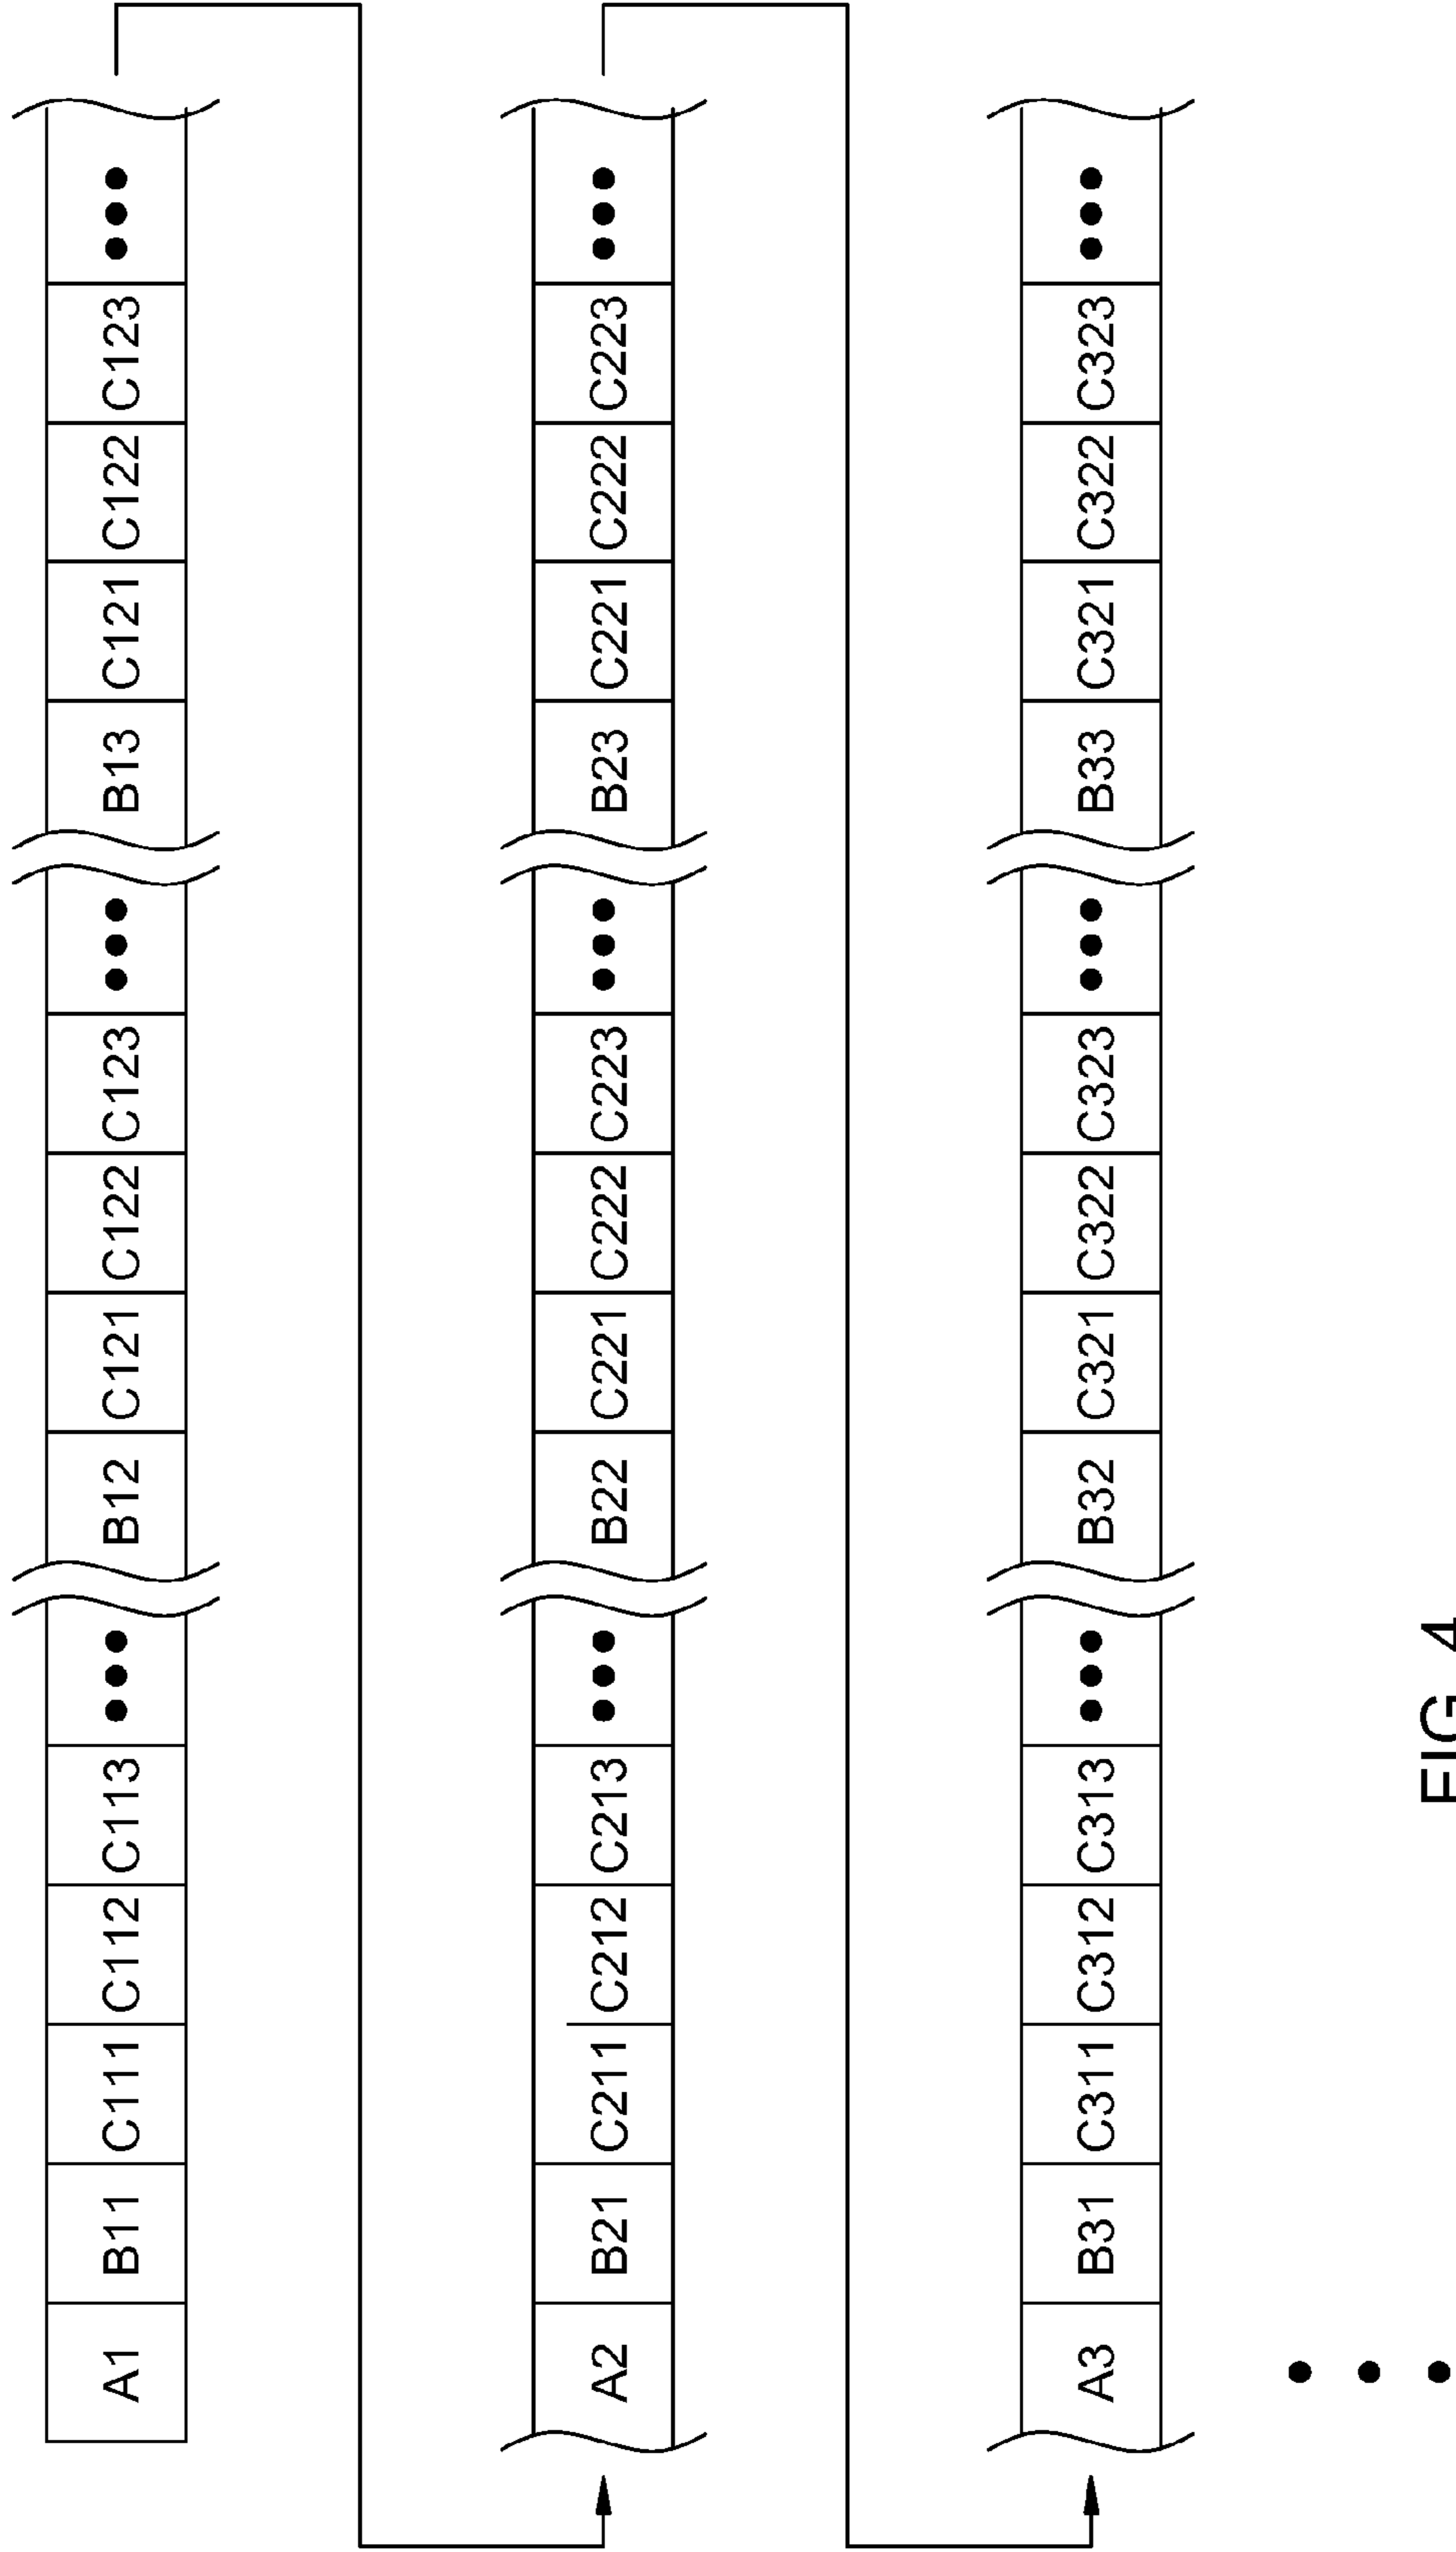 A1 B11 C111 C112 C113 ••• B12 C121 C122 C123 ••• B13 C121 C122 C123 •••
A2 B21 C211 C212 C213 ••• B22 C221 C222 C223 ••• B23 C221 C222 C223 •••
A3 B31 C311 C312 C313 ••• B32 C321 C322 C323 ••• B33 C321 C322 C323 •••
FIG. 4